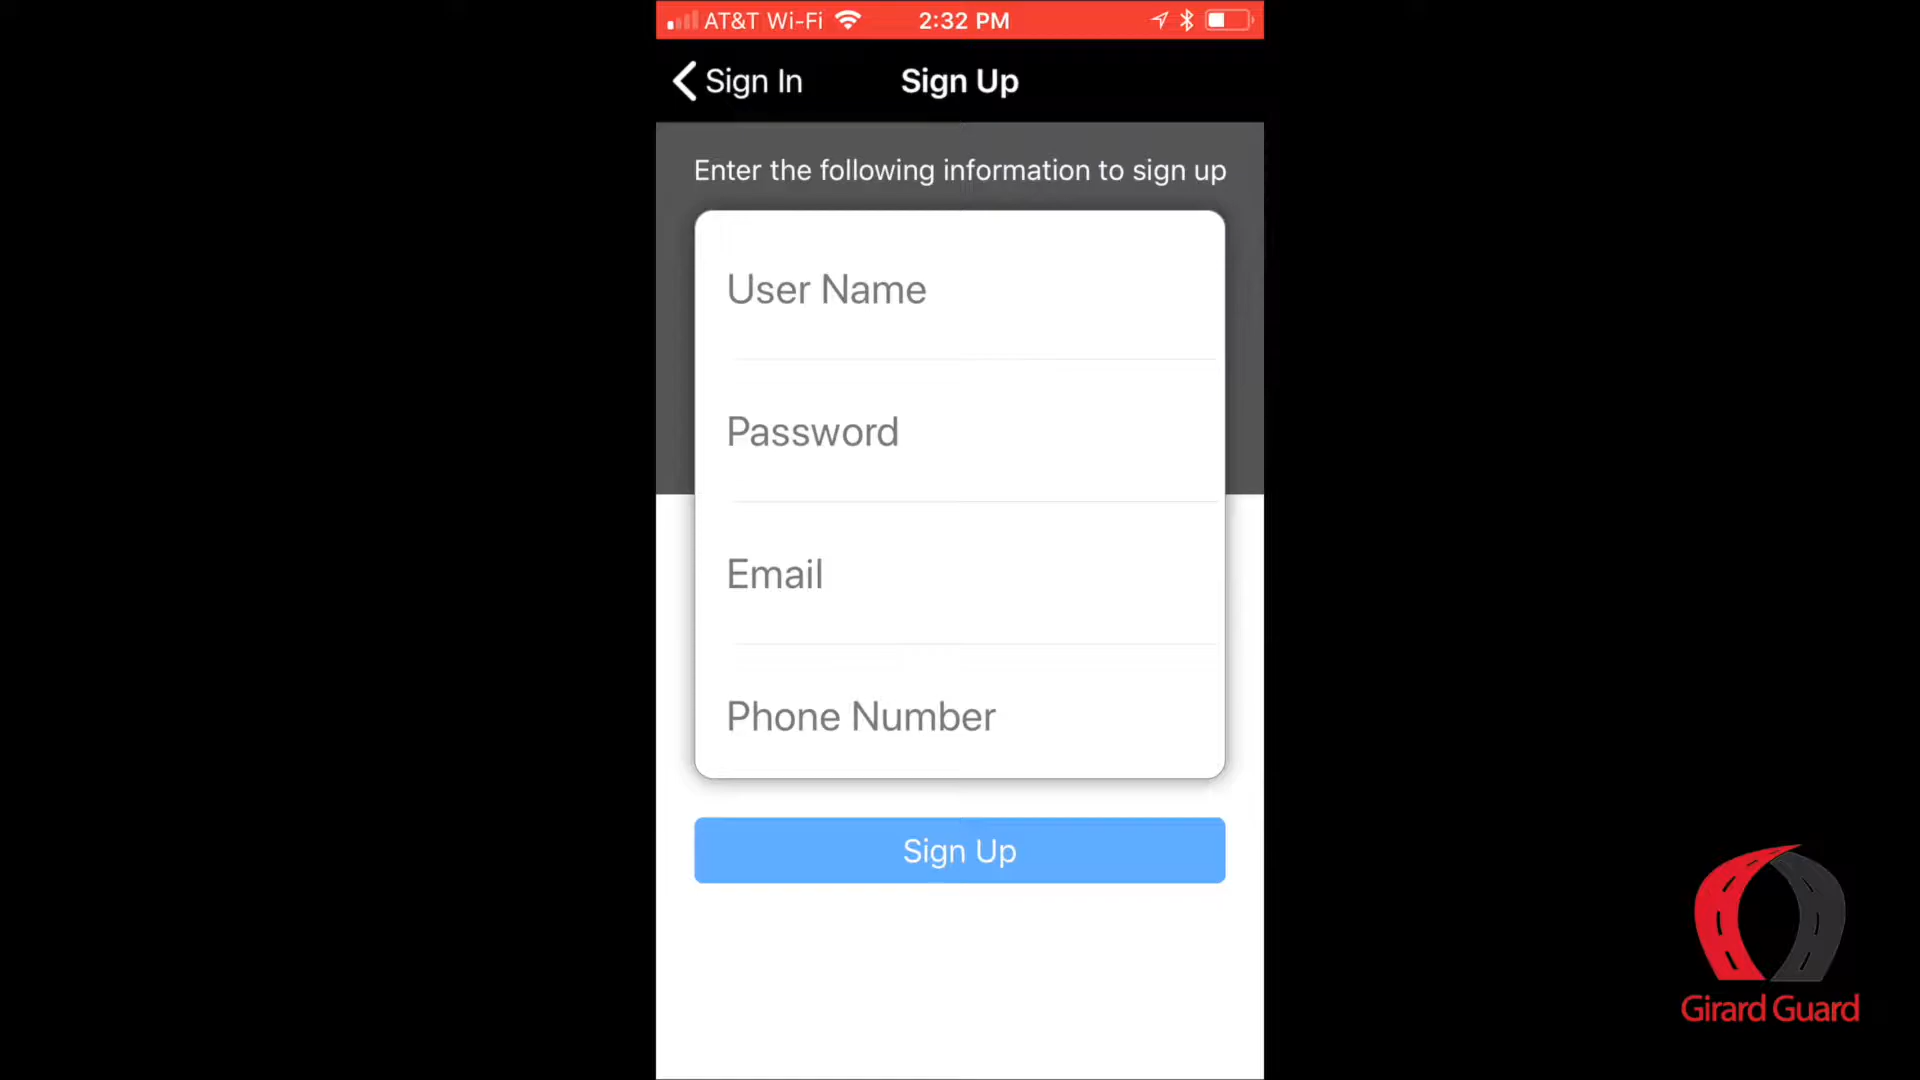 AT&T Wi-Fi 2:32 PM
Sign In Sign Up
Enter the following information to sign up
User Name
Password
Email
Phone Number
Sign Up
Girard Guard